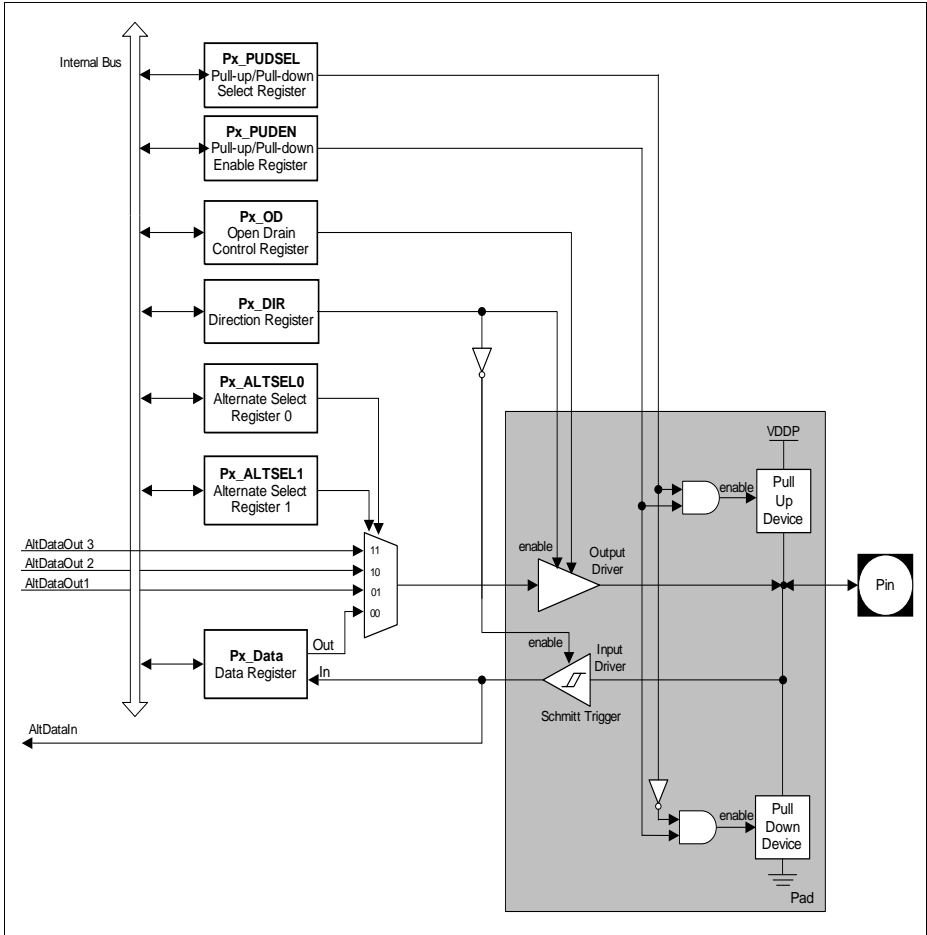 Internal Bus
Px_PUDSEL
Pull-up/Pull-down
Select Register
Px_PUDEN
Pull-up/Pull-down
Enable Register
Px_OD
Open Drain
Control Register
Px_DIR
Direction Register
Px_ALTSEL0
Alternate Select
Register 0
Px_ALTSEL1
Alternate Select
Register 1
AltDataOut 3
AltDataOut 2
AltDataOut1
11
10
01
00
Px_Data
Data Register
Out
In
AltDataIn
enable
Output
Driver
enable
Input
Driver
Schmitt Trigger
VDDP
enable
Pull
Up
Device
Pin
enable
Pull
Down
Device
Pad